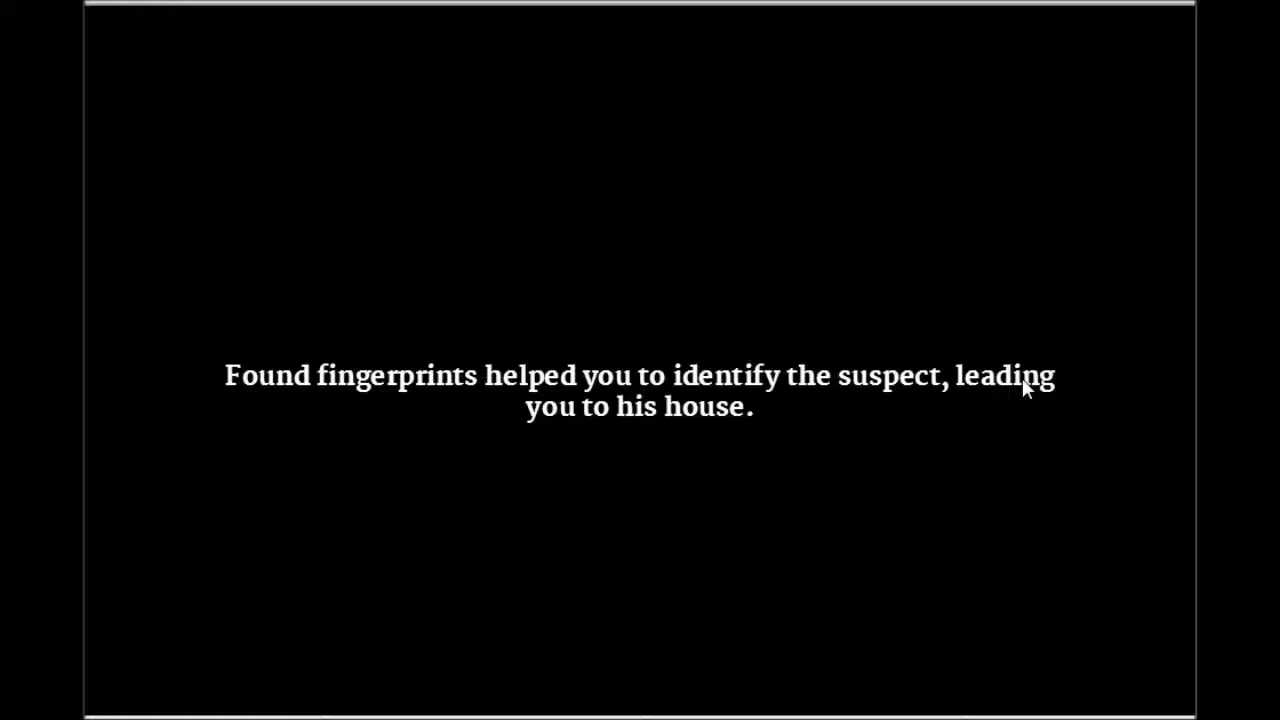 Found fingerprints helped you to identify the suspect, leading
you to his house.